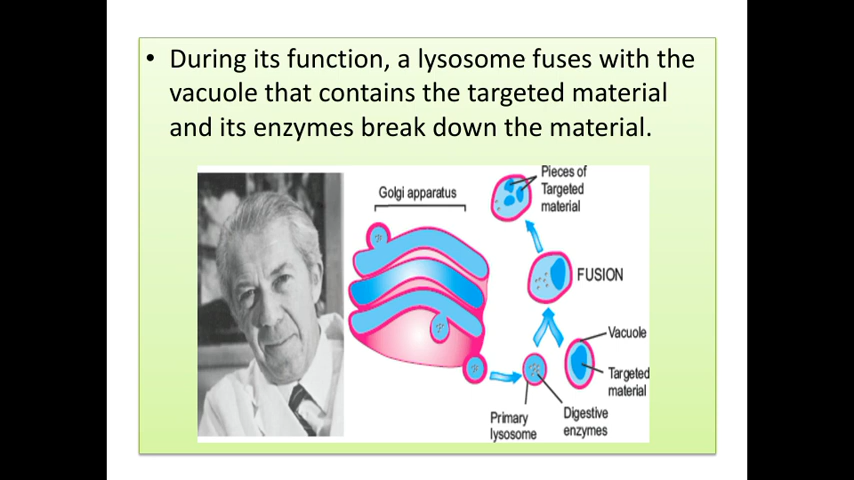 • During its function, a lysosome fuses with the
vacuole that contains the targeted material
and its enzymes break down the material.
Golgi apparatus
Pieces of
Targeted
material
FUSION
Vacuole
Targeted
material
Primary
lysosome
Digestive
enzymes